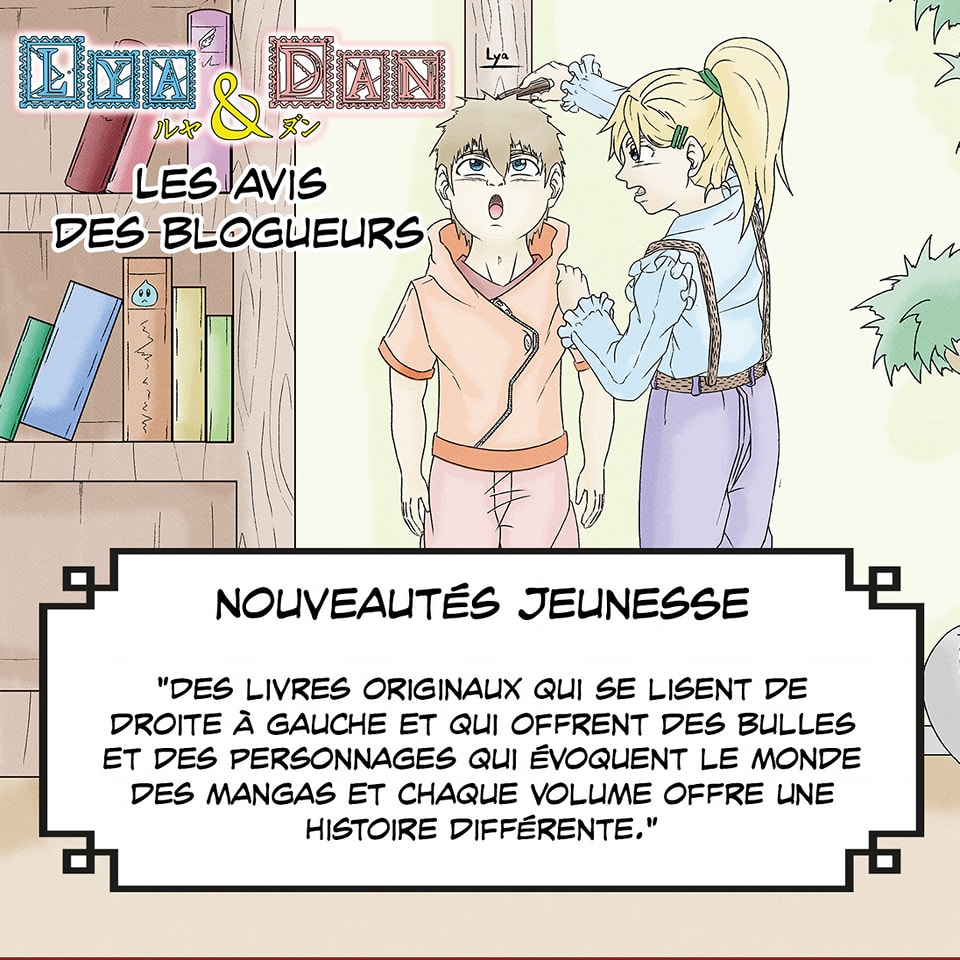 LYA & DAN
ルヤ ダン
LES AVIS
DES BLOGUEURS
Lya
NOUVEAUTÉS JEUNESSE
"DES LIVRES ORIGINAUX QUI SE LISENT DE
DROITE À GAUCHE ET QUI OFFRENT DES BULLES
ET DES PERSONNAGES QUI ÉVOQUENT LE MONDE
DES MANGAS ET CHAQUE VOLUME OFFRE UNE
HISTOIRE DIFFÉRENTE."